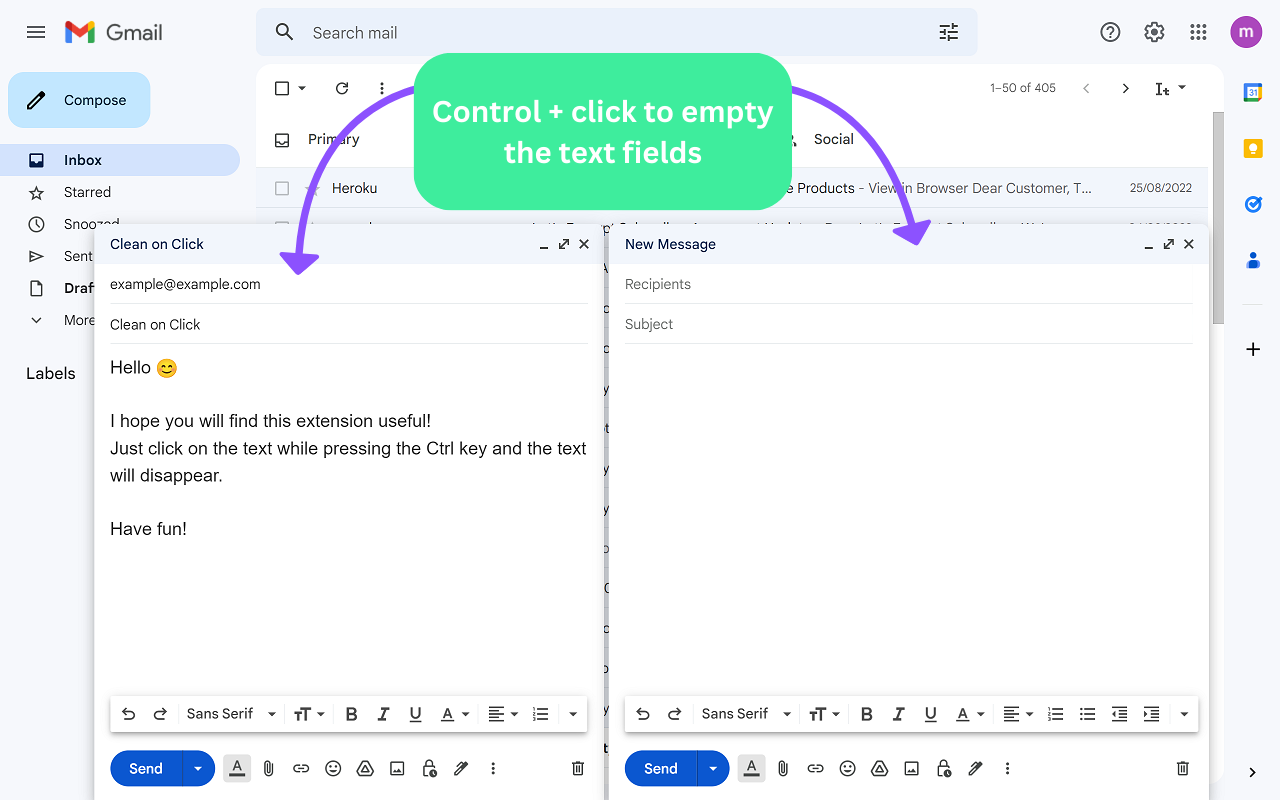 Gmail
Search mail
m
Compose
1–50 of 405
Control + click to empty
the text fields
31
Primary
Social
Inbox
Heroku
Products - View in Browser Dear Customer, T...
25/08/2022
Starred
Snoozed
Sent
Draf
More
Labels
Clean on Click
example@example.com
Clean on Click
Hello 😊
I hope you will find this extension useful!
Just click on the text while pressing the Ctrl key and the text
will disappear.
Have fun!
Sans Serif
Send
New Message
Recipients
Subject
Sans Serif
Send